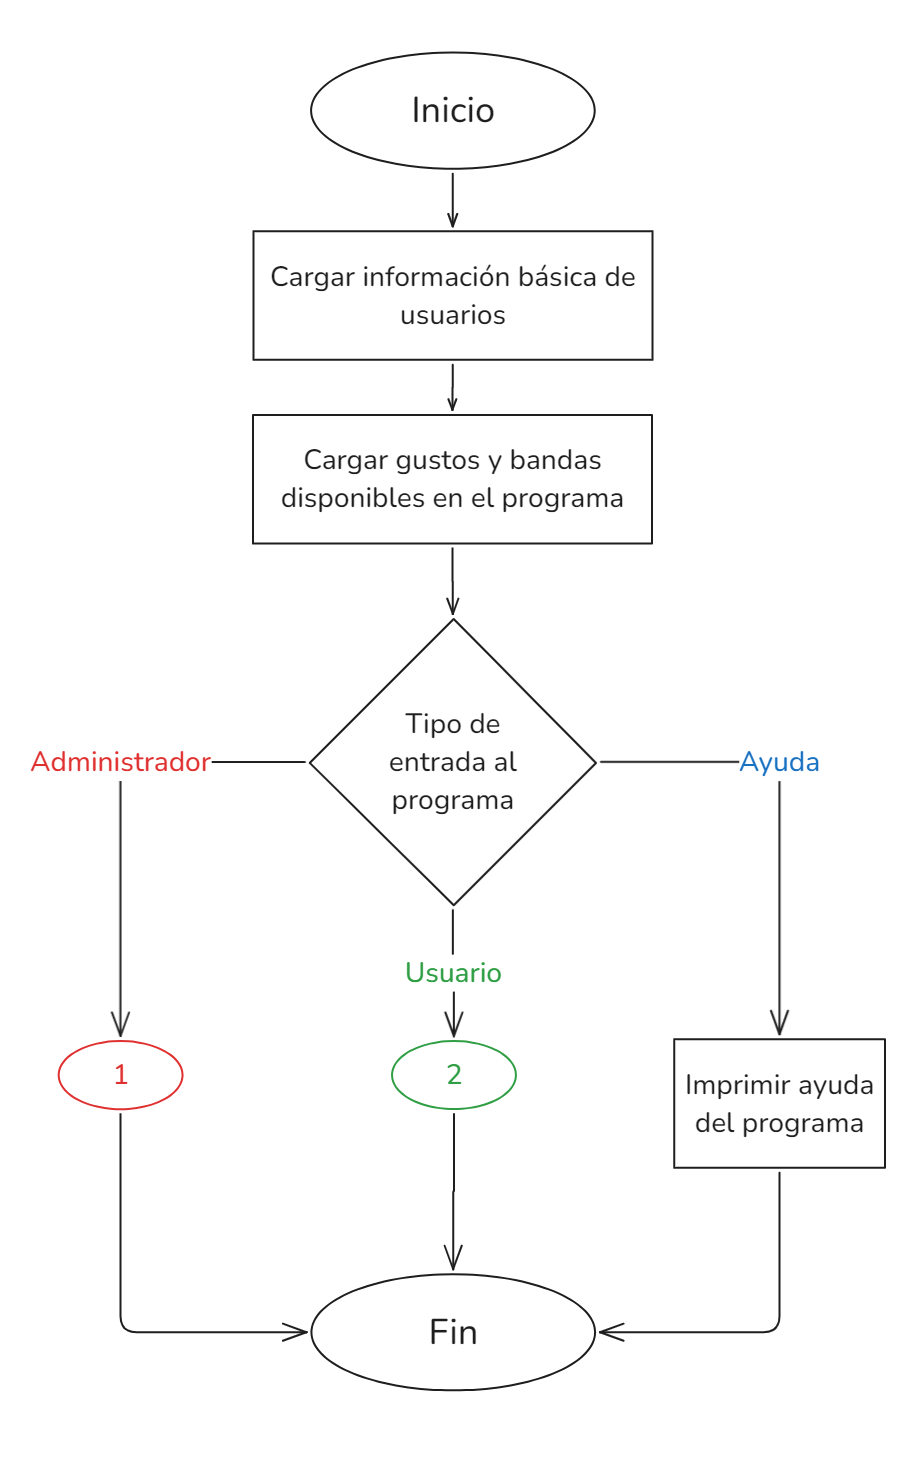 Inicio
Cargar información básica de
usuarios
Cargar gustos y bandas
disponibles en el programa
Tipo de
entrada al
programa
Administrador
Ayuda
Usuario
1
2
Imprimir ayuda
del programa
Fin